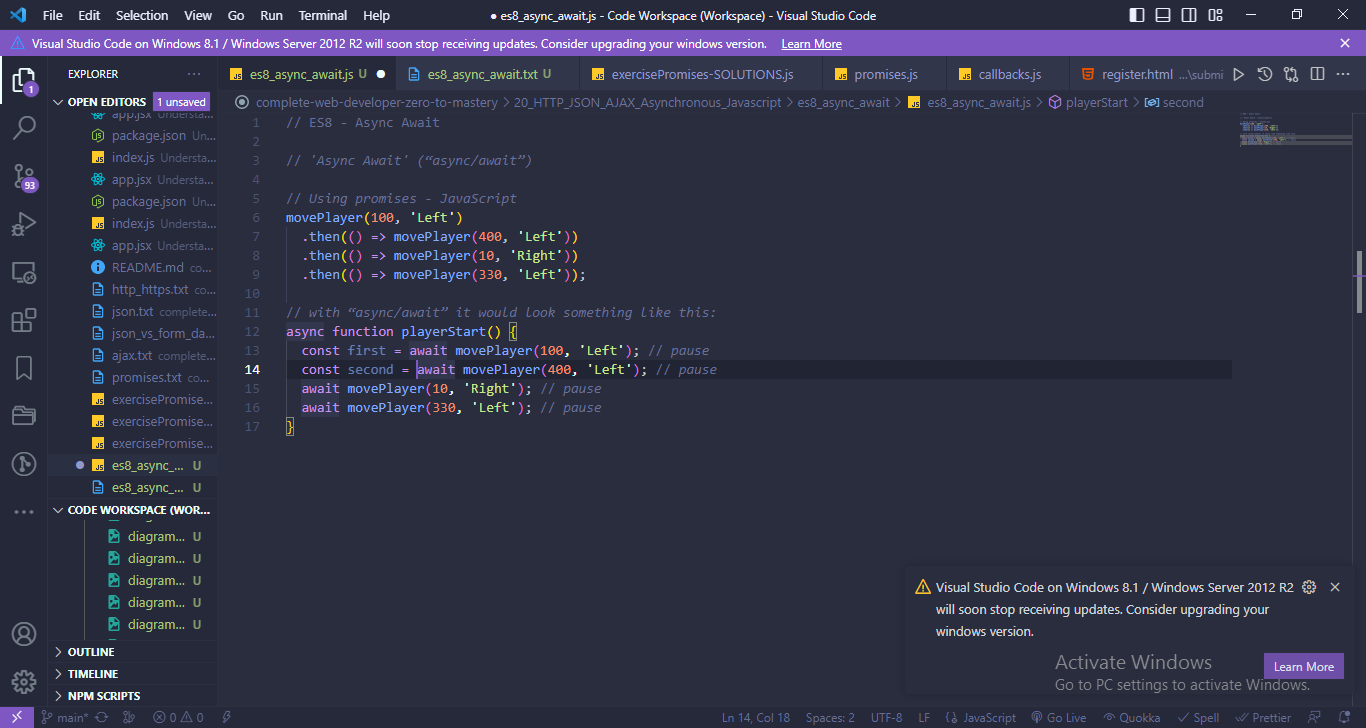 File Edit Selection View Go Run Terminal Help
● es8_async_await.js - Code Workspace (Workspace) - Visual Studio Code
Visual Studio Code on Windows 8.1 / Windows Server 2012 R2 will soon stop receiving updates. Consider upgrading your windows version. Learn More
EXPLORER
es8_async_await.js U ●
es8_async_await.txt U
exercisePromises-SOLUTIONS.js
promises.js
callbacks.js
register.html ...\submi
OPEN EDITORS 1 unsaved
app.jsx Understa...
package.json Un...
index.js Understa...
app.jsx Understa...
package.json Un...
index.js Understa...
app.jsx Understa...
README.md co...
http_https.txt co...
json.txt complete...
json_vs_form_da...
ajax.txt complete...
promises.txt co...
exercisePromise...
exercisePromise...
exercisePromise...
es8_async_... U
es8_async_... U
CODE WORKSPACE (WOR...
diagram... U
diagram... U
diagram... U
diagram... U
diagram... U
OUTLINE
TIMELINE
NPM SCRIPTS
1
93
complete-web-developer-zero-to-mastery > 20_HTTP_JSON_AJAX_Asynchronous_Javascript > es8_async_await > JS es8_async_await.js > playerStart > second
1 // ES8 - Async Await
2
3 // 'Async Await' (“async/await”)
4
5 // Using promises - JavaScript
6 movePlayer(100, 'Left')
7 .then(() => movePlayer(400, 'Left'))
8 .then(() => movePlayer(10, 'Right'))
9 .then(() => movePlayer(330, 'Left'));
10
11 // with “async/await” it would look something like this:
12 async function playerStart() {
13 const first = await movePlayer(100, 'Left'); // pause
14 const second = await movePlayer(400, 'Left'); // pause
15 await movePlayer(10, 'Right'); // pause
16 await movePlayer(330, 'Left'); // pause
17 }
Visual Studio Code on Windows 8.1 / Windows Server 2012 R2
will soon stop receiving updates. Consider upgrading your
windows version.
Learn More
Activate Windows
Go to PC settings to activate Windows.
main* 0 0
Ln 14, Col 18 Spaces: 2 UTF-8 LF {} JavaScript Go Live Quokka Spell Prettier